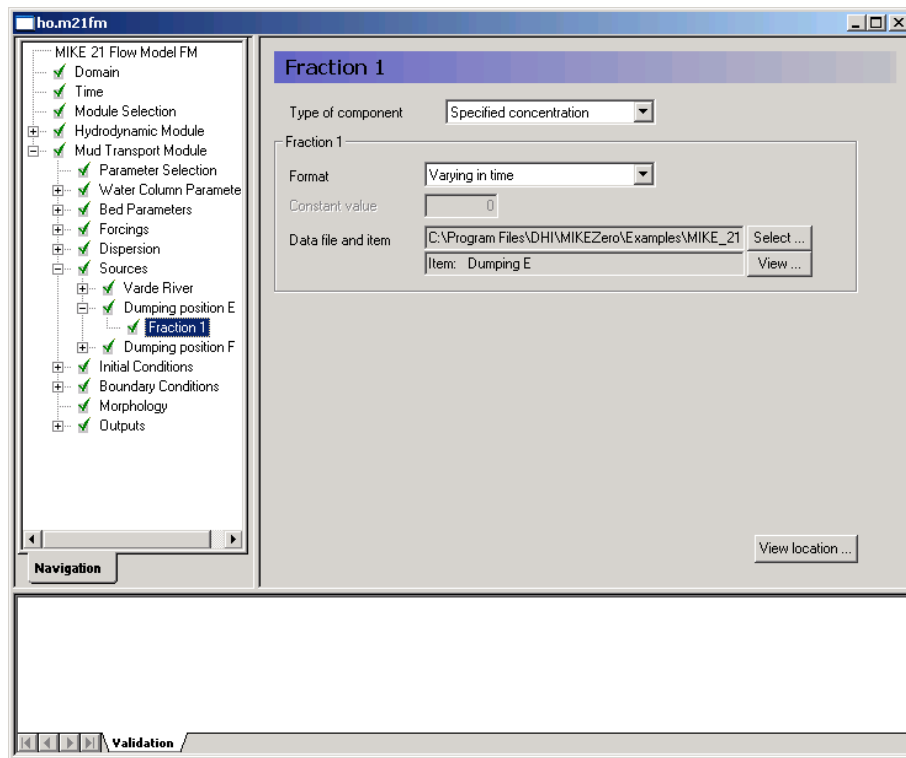 ho.m21fm
MIKE 21 Flow Model FM
Domain
Time
Module Selection
Hydrodynamic Module
Mud Transport Module
Parameter Selection
Water Column Paramete
Bed Parameters
Forcings
Dispersion
Sources
Varde River
Dumping position E
Fraction 1
Dumping position F
Initial Conditions
Boundary Conditions
Morphology
Outputs
Navigation
Fraction 1
Type of component Specified concentration
Fraction 1
Format Varying in time
Constant value 0
Data file and item C:\Program Files\DHI\MIKEZero\Examples\MIKE_21 Select ...
Item: Dumping E View ...
View location ...
Validation